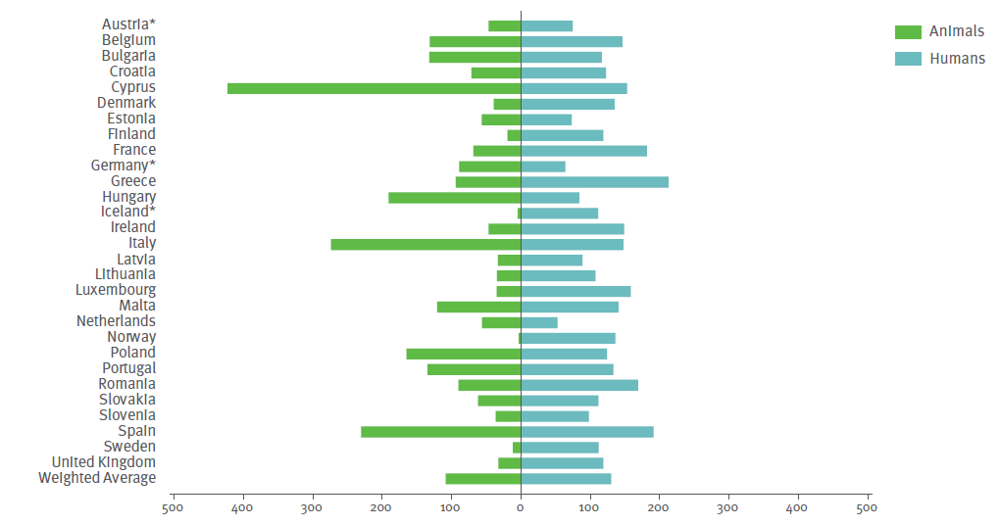 Austria*
Belgium
Bulgaria
Croatia
Cyprus
Denmark
Estonia
Finland
France
Germany*
Greece
Hungary
Iceland*
Ireland
Italy
Latvia
Lithuania
Luxembourg
Malta
Netherlands
Norway
Poland
Portugal
Romania
Slovakia
Slovenia
Spain
Sweden
United Kingdom
Weighted Average
500 400 300 200 100 0 100 200 300 400 500
Animals
Humans